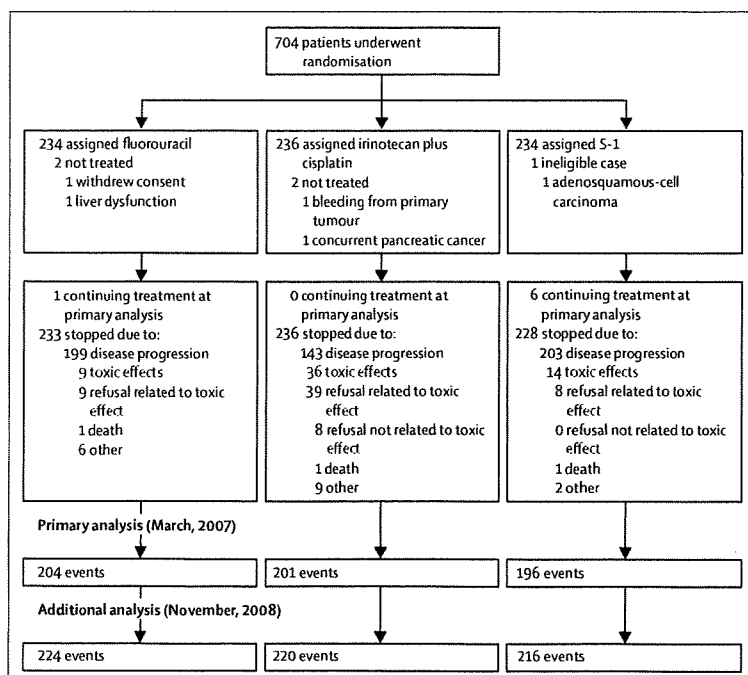 704 patients underwent
randomisation
234 assigned fluorouracil
2 not treated
1 withdrew consent
1 liver dysfunction
236 assigned irinotecan plus
cisplatin
2 not treated
1 bleeding from primary
tumour
1 concurrent pancreatic cancer
234 assigned S-1
1 ineligible case
1 adenosquamous-cell
carcinoma
1 continuing treatment at
primary analysis
233 stopped due to:
199 disease progression
9 toxic effects
9 refusal related to toxic
effect
1 death
6 other
0 continuing treatment at
primary analysis
236 stopped due to:
143 disease progression
36 toxic effects
39 refusal related to toxic
effect
8 refusal not related to toxic
effect
1 death
9 other
6 continuing treatment at
primary analysis
228 stopped due to:
203 disease progression
14 toxic effects
8 refusal related to toxic
effect
0 refusal not related to toxic
effect
1 death
2 other
Primary analysis (March, 2007)
204 events
201 events
196 events
Additional analysis (November, 2008)
224 events
220 events
216 events